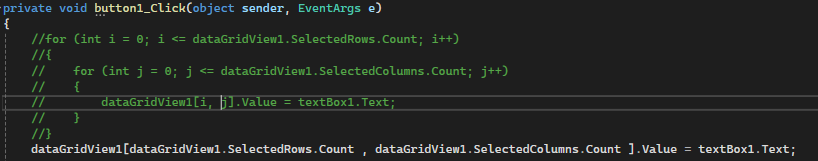 private void button1_Click(object sender, EventArgs e)
{
    //for (int i = 0; i <= dataGridView1.SelectedRows.Count; i++)
    //{
    //    for (int j = 0; j <= dataGridView1.SelectedColumns.Count; j++)
    //    {
    //        dataGridView1[i, j].Value = textBox1.Text;
    //    }
    //}
    dataGridView1[dataGridView1.SelectedRows.Count , dataGridView1.SelectedColumns.Count ].Value = textBox1.Text;